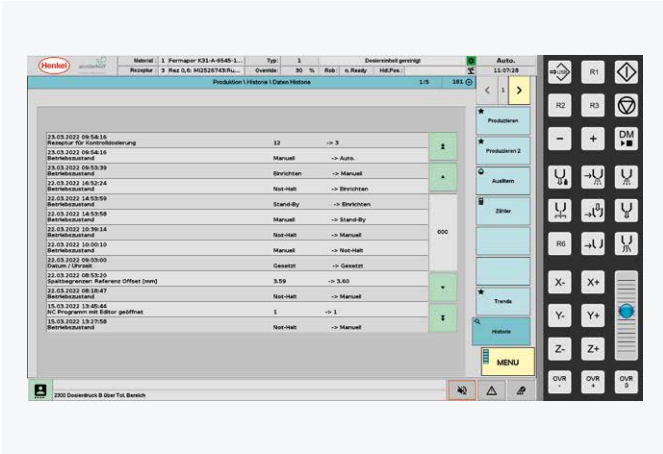 Henkel
Material : 1 Fermapor K31-A-6545-1... Typ: 1 Dosiereinheit gereinigt Auto.
Rezeptur : 3 Rez 0,6: MI2526743:Ru... Override: 30 % Rob: n. Ready Hdl.Pos.: 11:07:28
Produktion \ Historie \ Daten Historie 1/5 181
1
23.03.2022 09:54:16
Rezeptur für Kontrolldosierung 12 -> 3
23.03.2022 09:54:16
Betriebszustand Manuell -> Auto.
23.03.2022 09:53:39
Betriebszustand Einrichten -> Manuell
22.03.2022 16:52:24
Betriebszustand Not-Halt -> Einrichten
22.03.2022 14:53:59
Betriebszustand Stand-By -> Einrichten
22.03.2022 14:53:58
Betriebszustand Manuell -> Stand-By
22.03.2022 10:39:14
Betriebszustand Not-Halt -> Manuell
22.03.2022 10:00:10
Betriebszustand Manuell -> Not-Halt
22.03.2022 09:03:00
Datum / Uhrzeit Gesetzt -> Gesetzt
22.03.2022 08:53:20
Spaltbegrenzer: Referenz Offset [mm] 3.59 -> 3.60
22.03.2022 08:18:47
Betriebszustand Not-Halt -> Manuell
15.03.2022 13:45:44
NC Programm mit Editor geöffnet 1 -> 1
15.03.2022 13:27:58
Betriebszustand Not-Halt -> Manuell
000
Produzieren
Produzieren 2
Auslitern
Zähler
Trends
Historie
MENU
2300 Dosierdruck B über Tol. Bereich
R1
R2 R3
- + DM
R6
X- X+
Y- Y+
Z- Z+
OVR - OVR + OVR 0